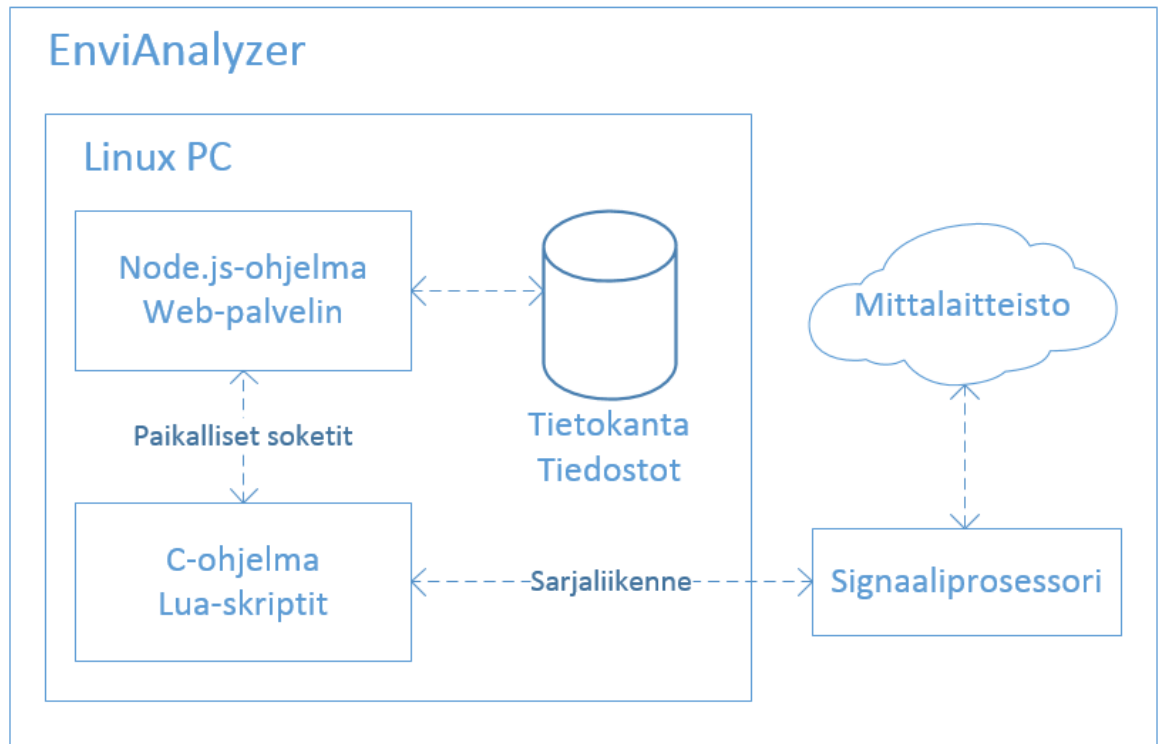 EnviAnalyzer
Linux PC
Node.js-ohjelma
Web-palvelin
Mittalaitteisto
Tietokanta
Tiedostot
Paikalliset soketit
C-ohjelma
Lua-skriptit
Sarjaliikenne
Signaaliprosessori